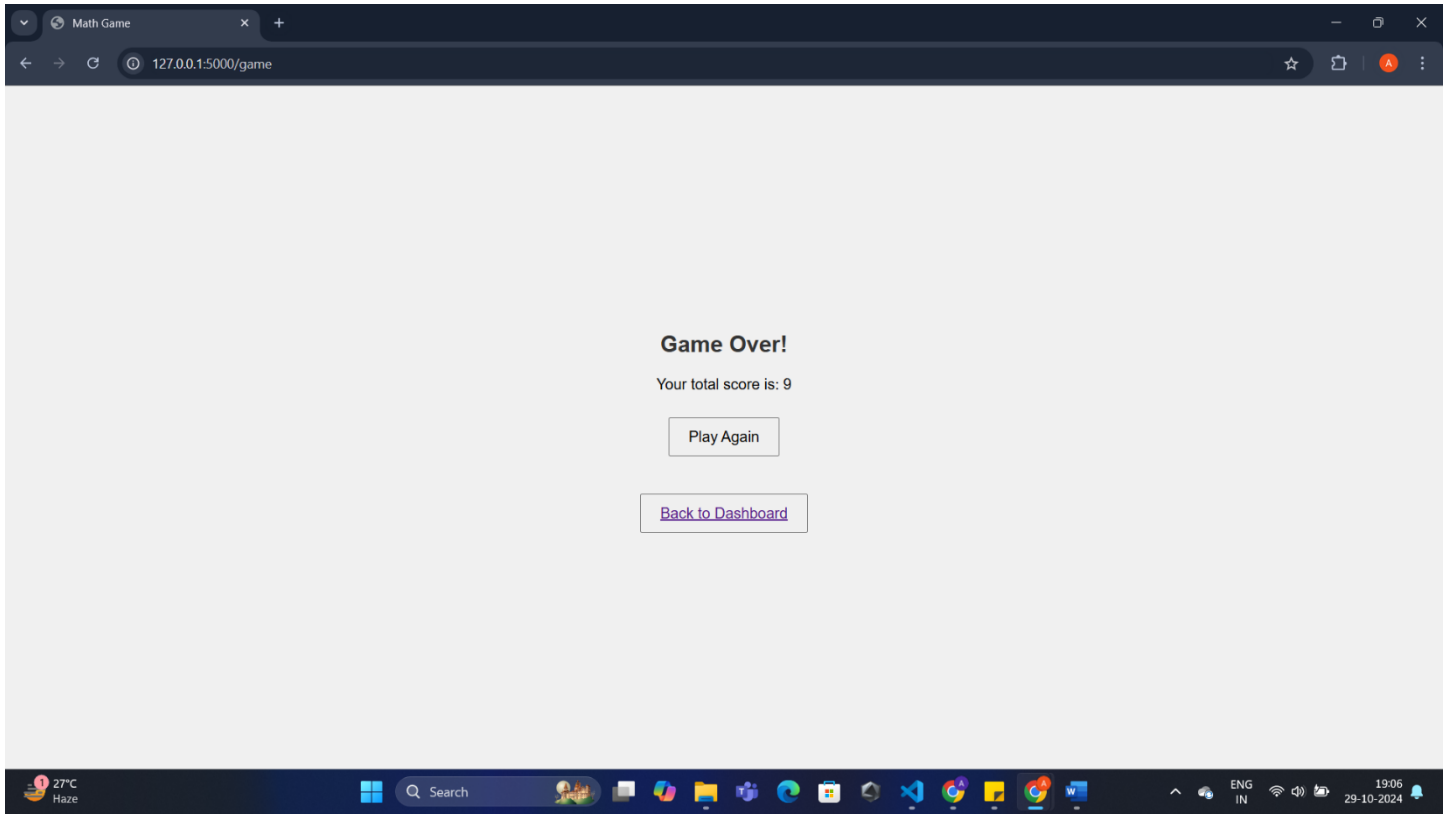 Math Game
127.0.0.1:5000/game
A
Game Over!
Your total score is: 9
Play Again
Back to Dashboard
1
27°C
Haze
Search
ENG
IN
19:06
29-10-2024